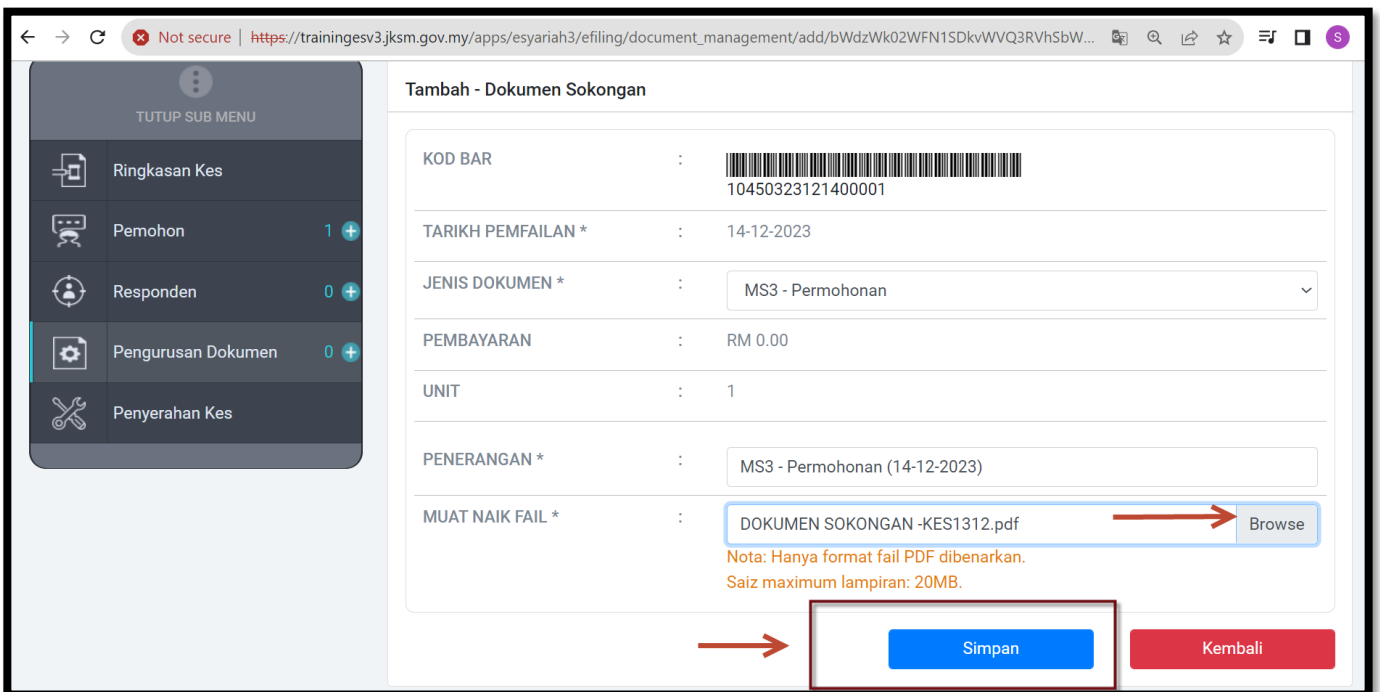 Not secure | https://trainingesv3.jksm.gov.my/apps/esyariah3/efiling/document_management/add/bWdzWk02WFN1SDkvWVQ3RVhSbW... S
TUTUP SUB MENU
Ringkasan Kes
Pemohon 1
Responden 0
Pengurusan Dokumen 0
Penyerahan Kes
Tambah - Dokumen Sokongan
KOD BAR :
10450323121400001
TARIKH PEMFAILAN * : 14-12-2023
JENIS DOKUMEN * : MS3 - Permohonan
PEMBAYARAN : RM 0.00
UNIT : 1
PENERANGAN * : MS3 - Permohonan (14-12-2023)
MUAT NAIK FAIL * : DOKUMEN SOKONGAN -KES1312.pdf Browse
Nota: Hanya format fail PDF dibenarkan.
Saiz maximum lampiran: 20MB.
Simpan Kembali